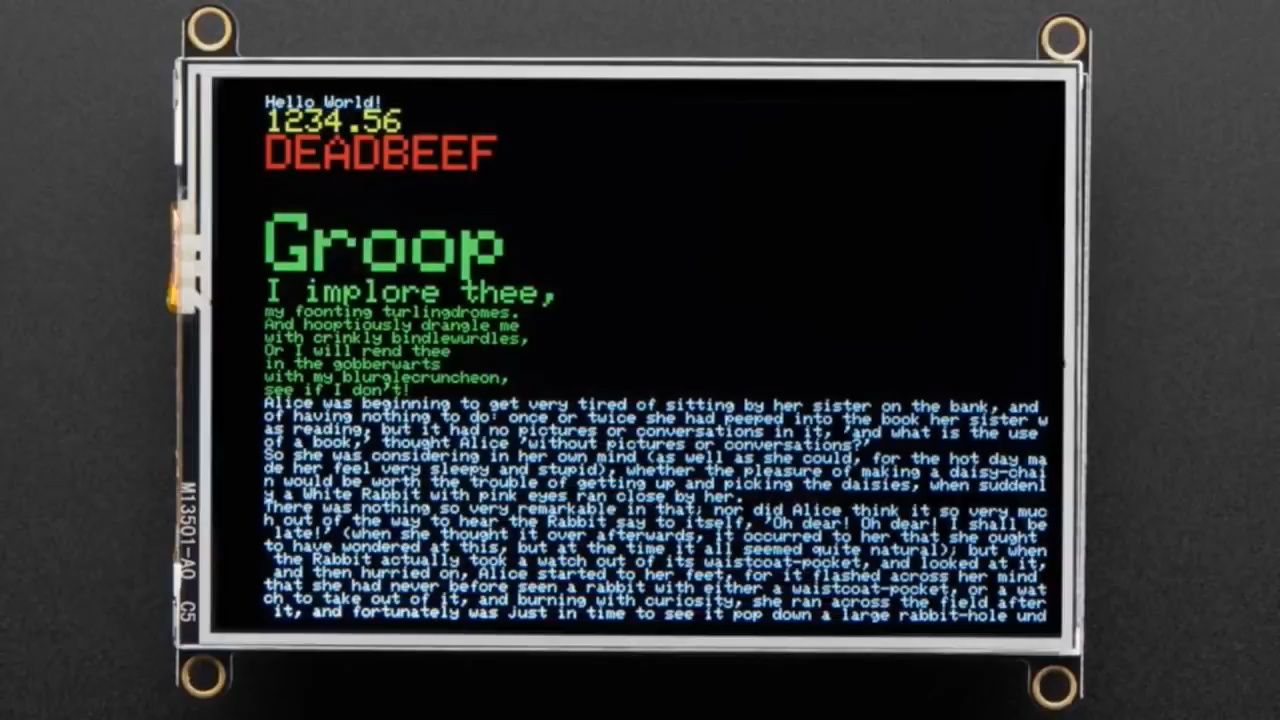 Hello World!
1234.56
DEADBEEF
Groop
I implore thee,
my foonting turlingdromes.
And hooptiously drangle me
with crinkly bindlewurdles,
Or I will rend thee
in the gobberwarts
with my blurglecruncheon,
see if I don't!
Alice was beginning to get very tired of sitting by her sister on the bank, and
of having nothing to do: once or twice she had peeped into the book her sister w
as reading, but it had no pictures or conversations in it, 'and what is the use
of a book,' thought Alice 'without pictures or conversations?'
So she was considering in her own mind (as well as she could, for the hot day ma
de her feel very sleepy and stupid), whether the pleasure of making a daisy-chai
n would be worth the trouble of getting up and picking the daisies, when suddenl
y a White Rabbit with pink eyes ran close by her.
There was nothing so very remarkable in that; nor did Alice think it so very muc
h out of the way to hear the Rabbit say to itself, 'Oh dear! Oh dear! I shall be
late!' (when she thought it over afterwards, it occurred to her that she ought
to have wondered at this, but at the time it all seemed quite natural); but when
the Rabbit actually took a watch out of its waistcoat-pocket, and looked at it,
and then hurried on, Alice started to her feet, for it flashed across her mind
that she had never before seen a rabbit with either a waistcoat-pocket, or a wat
ch to take out of it, and burning with curiosity, she ran across the field after
it, and fortunately was just in time to see it pop down a large rabbit-hole und
M13501-A0 C5